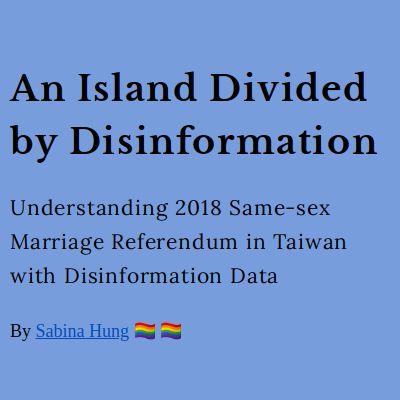 An Island Divided
by Disinformation
Understanding 2018 Same-sex
Marriage Referendum in Taiwan
with Disinformation Data
By Sabina Hung 🏳️‍🌈 🏳️‍🌈